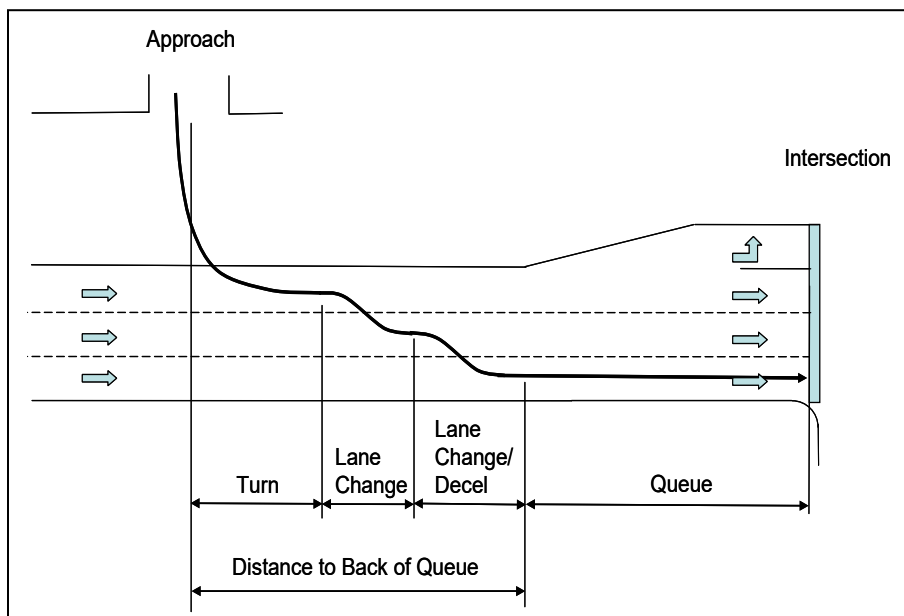 Approach
Intersection
Turn
Lane
Change
Lane
Change/
Decel
Queue
Distance to Back of Queue